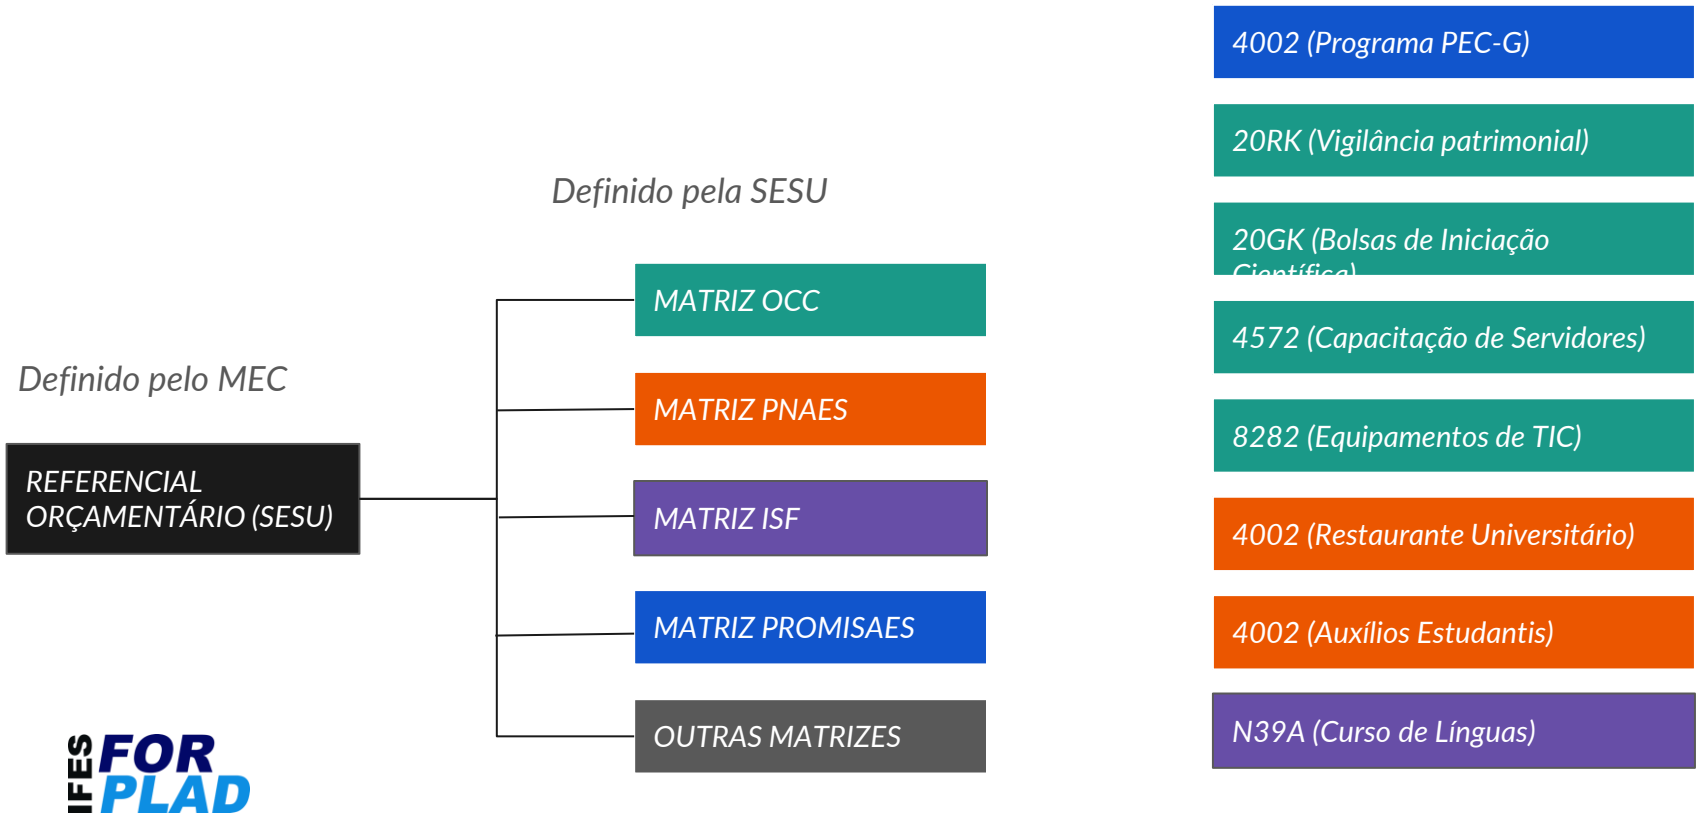 Definido pelo MEC
REFERENCIAL
ORÇAMENTÁRIO (SESU)
Definido pela SESU
MATRIZ OCC
MATRIZ PNAES
MATRIZ ISF
MATRIZ PROMISAES
OUTRAS MATRIZES
4002 (Programa PEC-G)
20RK (Vigilância patrimonial)
20GK (Bolsas de Iniciação
Científica)
4572 (Capacitação de Servidores)
8282 (Equipamentos de TIC)
4002 (Restaurante Universitário)
4002 (Auxílios Estudantis)
N39A (Curso de Línguas)
IFES
FOR
PLAD